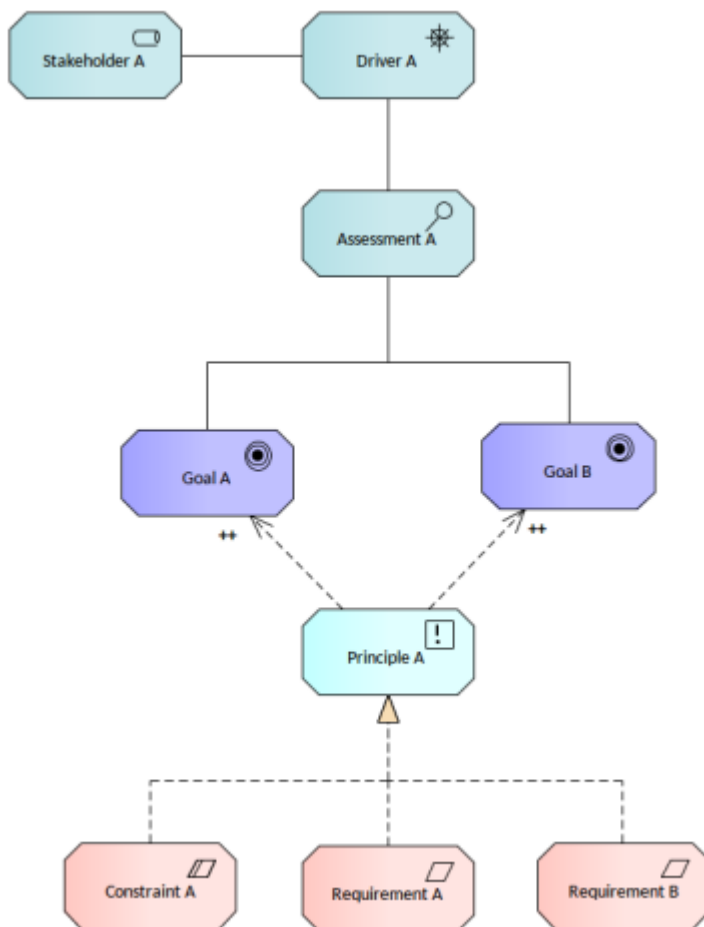 Stakeholder A
Driver A
Assessment A
Goal A
Goal B
++
++
Principle A
Constraint A
Requirement A
Requirement B